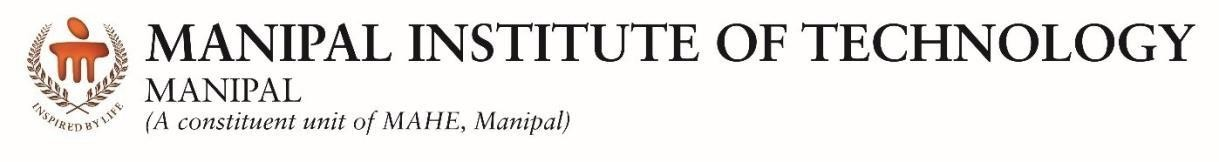 MANIPAL INSTITUTE OF TECHNOLOGY
MANIPAL
(A constituent unit of MAHE, Manipal)
INSPIRED BY LIFE